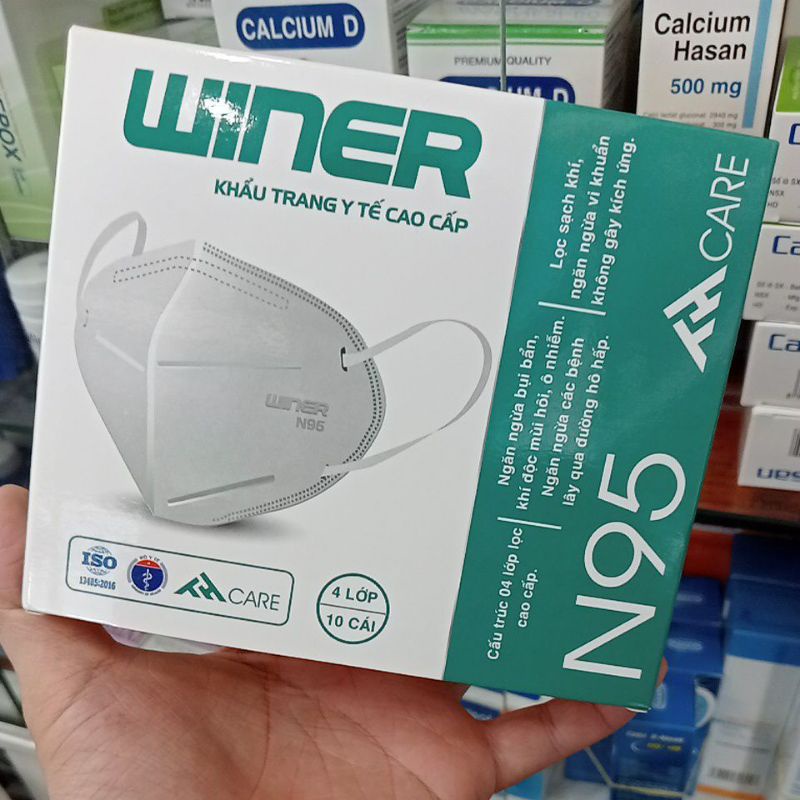 WINER
KHẨU TRANG Y TẾ CAO CẤP
WINER
N96
ISO
13485:2016
BỘ Y TẾ
CARE
4 LỚP
10 CÁI
Cấu trúc 04 lớp lọc
cao cấp.
Ngăn ngừa bụi bẩn,
khí độc mùi hôi, ô nhiễm.
Ngăn ngừa các bệnh
lây qua đường hô hấp.
Lọc sạch khí,
ngăn ngừa vi khuẩn
không gây kích ứng.
N95
CARE
CALCIUM D
PREMIUM QUALITY
Calcium
Hasan
500 mg